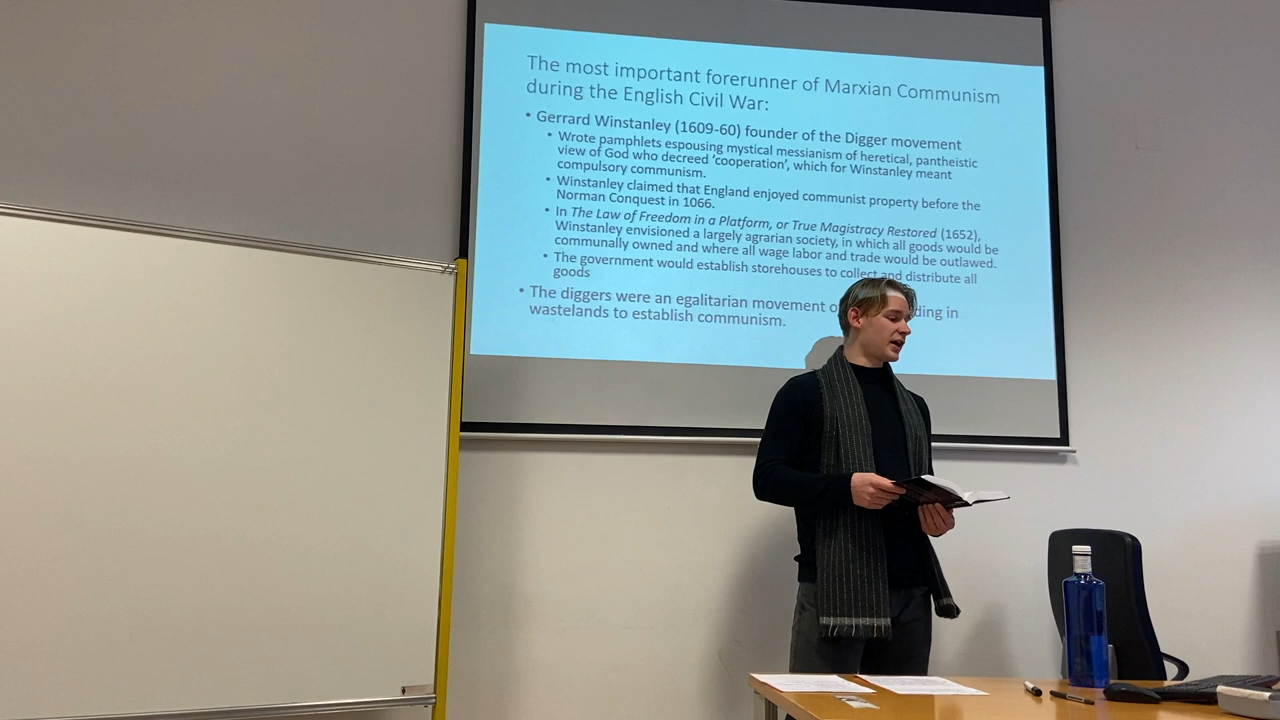 The most important forerunner of Marxian Communism
during the English Civil War:
• Gerrard Winstanley (1609-60) founder of the Digger movement
• Wrote pamphlets espousing mystical messianism of heretical, pantheistic
view of God who decreed ‘cooperation’, which for Winstanley meant
compulsory communism.
• Winstanley claimed that England enjoyed communist property before the
Norman Conquest in 1066.
• In The Law of Freedom in a Platform, or True Magistracy Restored (1652),
Winstanley envisioned a largely agrarian society, in which all goods would be
communally owned and where all wage labor and trade would be outlawed.
• The government would establish storehouses to collect and distribute all
goods
• The diggers were an egalitarian movement in
wastelands to establish communism.